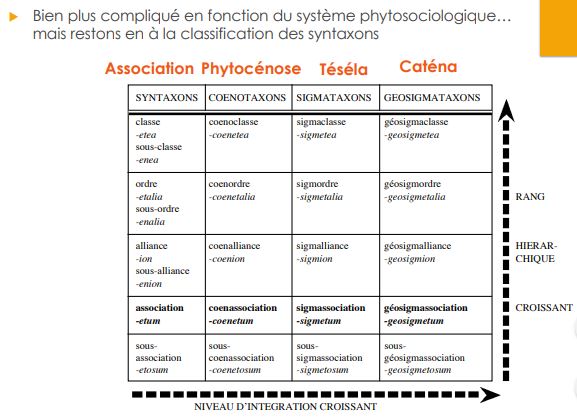 ► Bien plus compliqué en fonction du système phytosociologique…
mais restons en à la classification des syntaxons
Association Phytocénose Téséla Caténa
SYNTAXONS COENOTAXONS SIGMATAXONS GEOSIGMATAXONS
classe coenoclasse sigmaclasse géosigmaclasse
-etea -coenetea -sigmetea -geosigmetea
sous-classe
-enea
ordre coenordre sigmordre géosigmordre
-etalia -coenetalia -sigmetalia -geosigmetalia
sous-ordre
-enalia
RANG
alliance coenalliance sigmalliance géosigmalliance
-ion -coenion -sigmion -geosigmion
sous-alliance
-enion
HIERAR-
CHIQUE
association coenassociation sigmassociation géosigmassociation
-etum -coenetum -sigmetum -geosigmetum
CROISSANT
sous- sous- sous- sous-
association coenassociation sigmassociation géosigmassociation
-etosum -coenetosum -sigmetosum -geosigmetosum
NIVEAU D'INTEGRATION CROISSANT